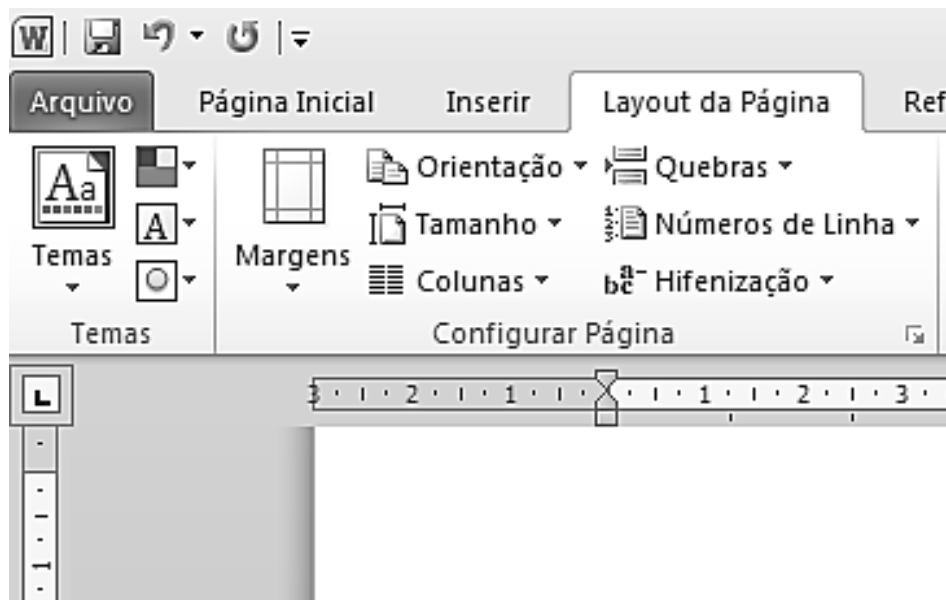 W
Arquivo Página Inicial Inserir Layout da Página Ref
Aa Orientação Quebras
A Tamanho Números de Linha
Temas Margens Colunas Hifenização
Temas Configurar Página
L 3 2 1 1 2 3
1